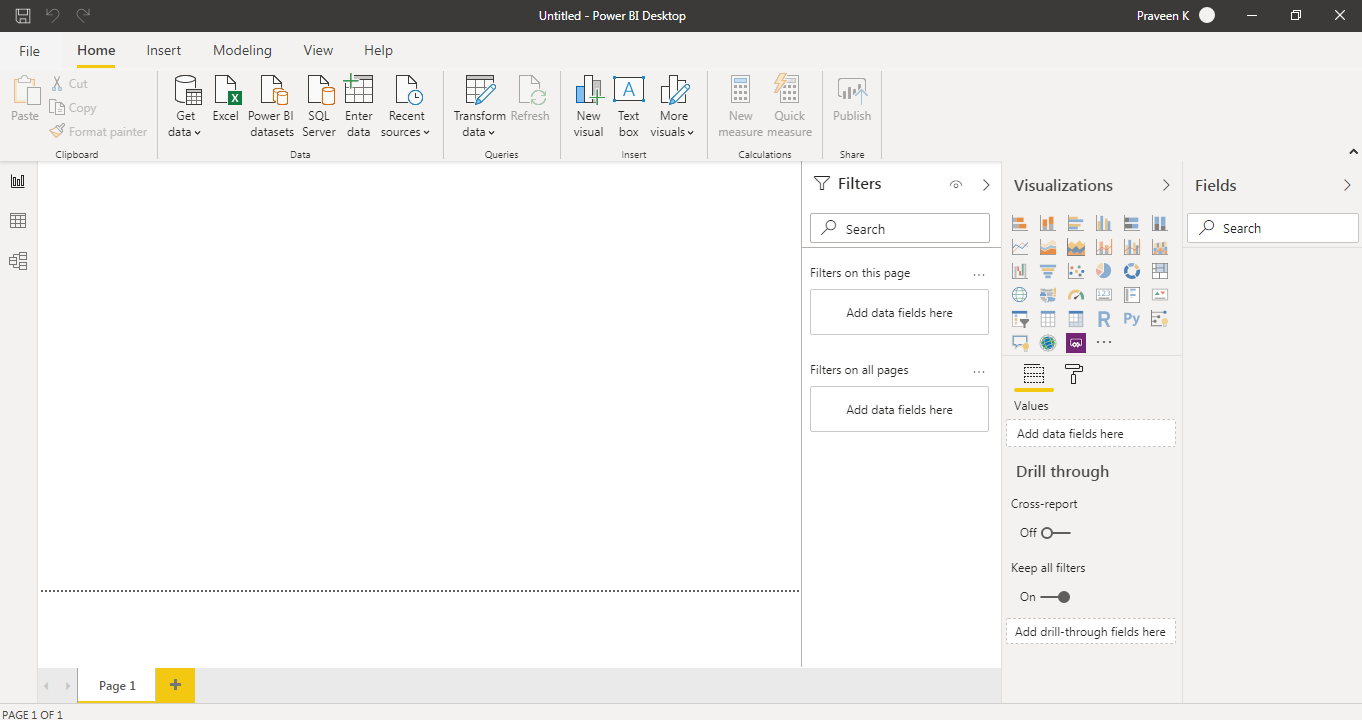 Untitled - Power BI Desktop
Praveen K
File Home Insert Modeling View Help
Paste
Cut
Copy
Format painter
Clipboard
Get data
Excel
Power BI datasets
SQL Server
Enter data
Recent sources
Data
Transform data
Refresh
Queries
New visual
Text box
More visuals
Insert
New measure
Quick measure
Calculations
Publish
Share
Filters
Search
Filters on this page
...
Add data fields here
Filters on all pages
...
Add data fields here
Visualizations
123
R
Py
...
Values
Add data fields here
Drill through
Cross-report
Off
Keep all filters
On
Add drill-through fields here
Fields
Search
Page 1
+
PAGE 1 OF 1